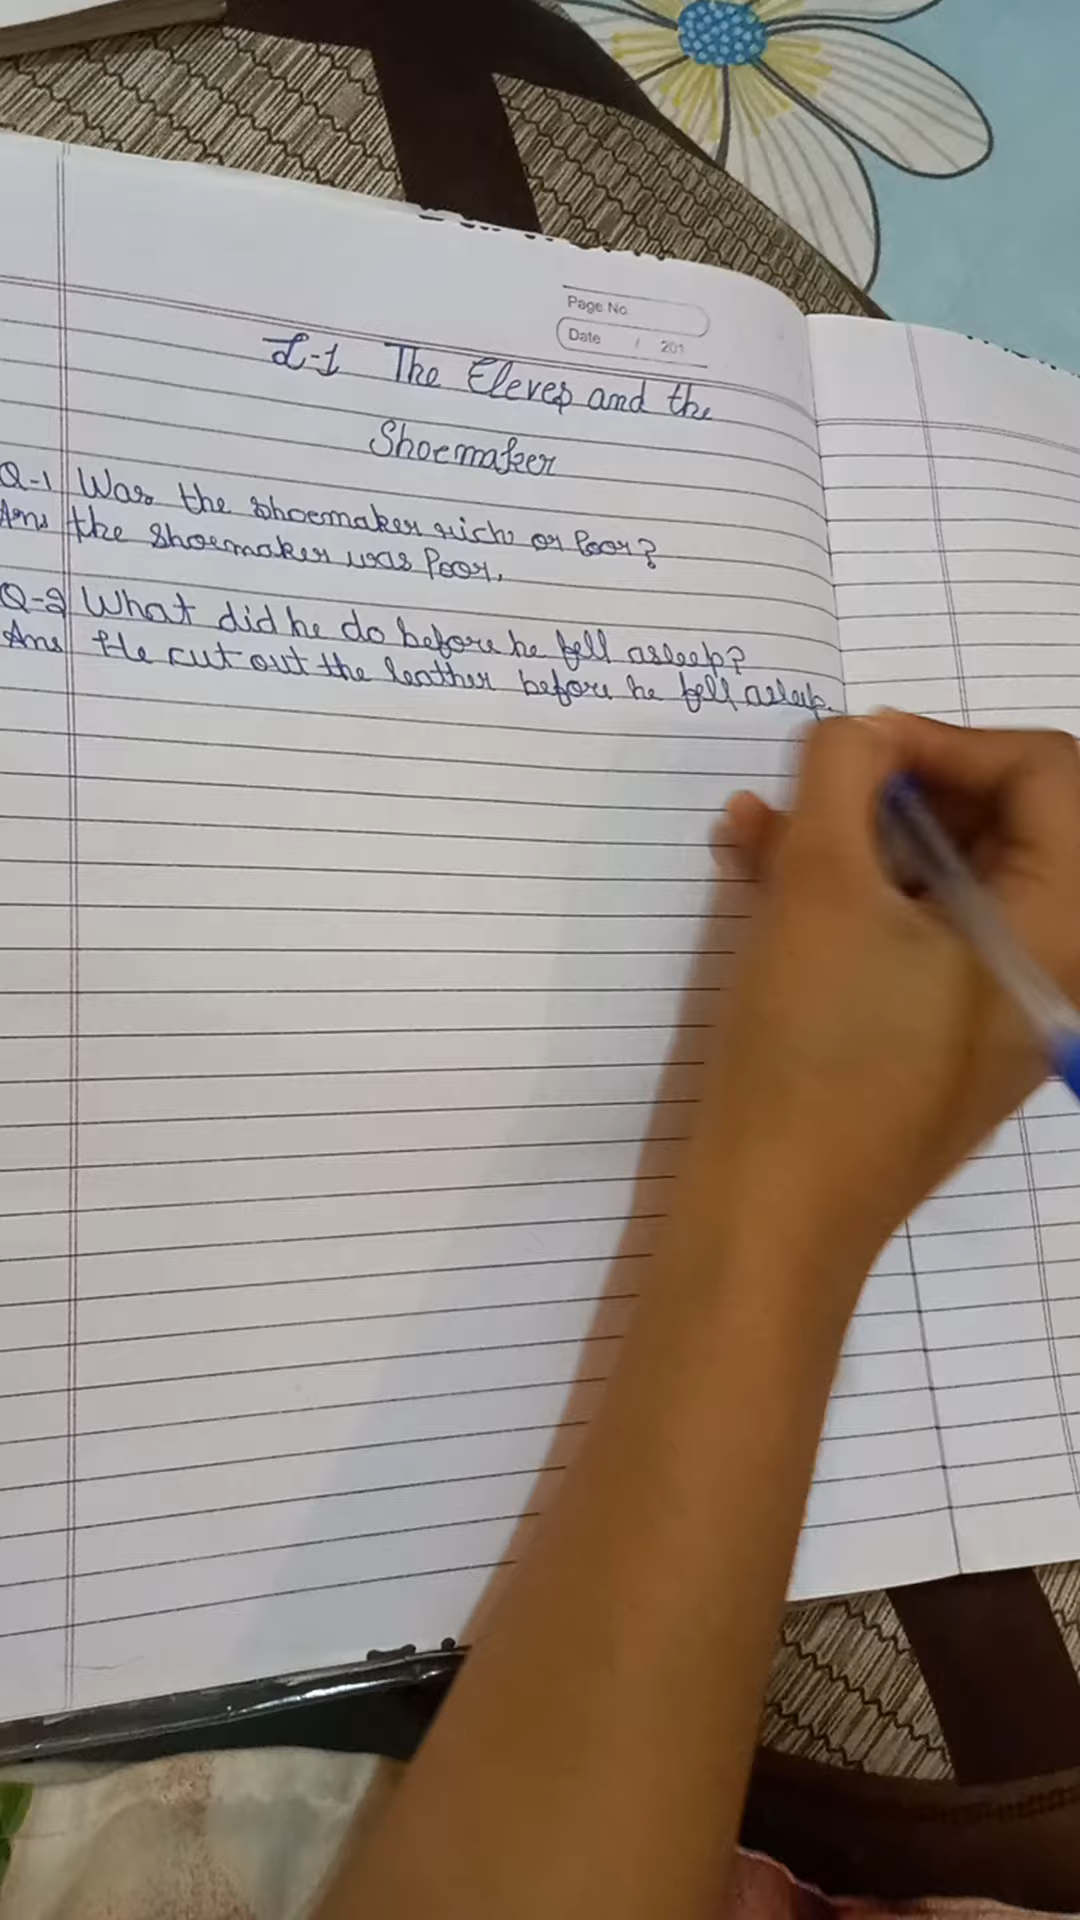 Page No.
Date / 201
L-1 The Eleves and the
Shoemaker
Q-1 Was the shoemaker rich or Poor?
Ans the Shoemaker was Poor.
Q-2 What did he do before he fell asleep?
Ans He cut out the leather before he fell asleep.